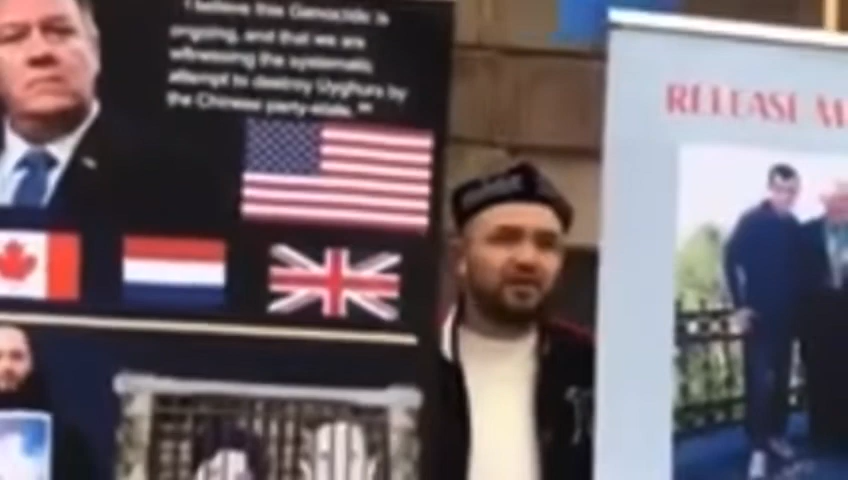 I believe this Genocide is
ongoing, and that we are
witnessing the systematic
attempt to destroy Uyghurs by
the Chinese party-state."
RELEASE